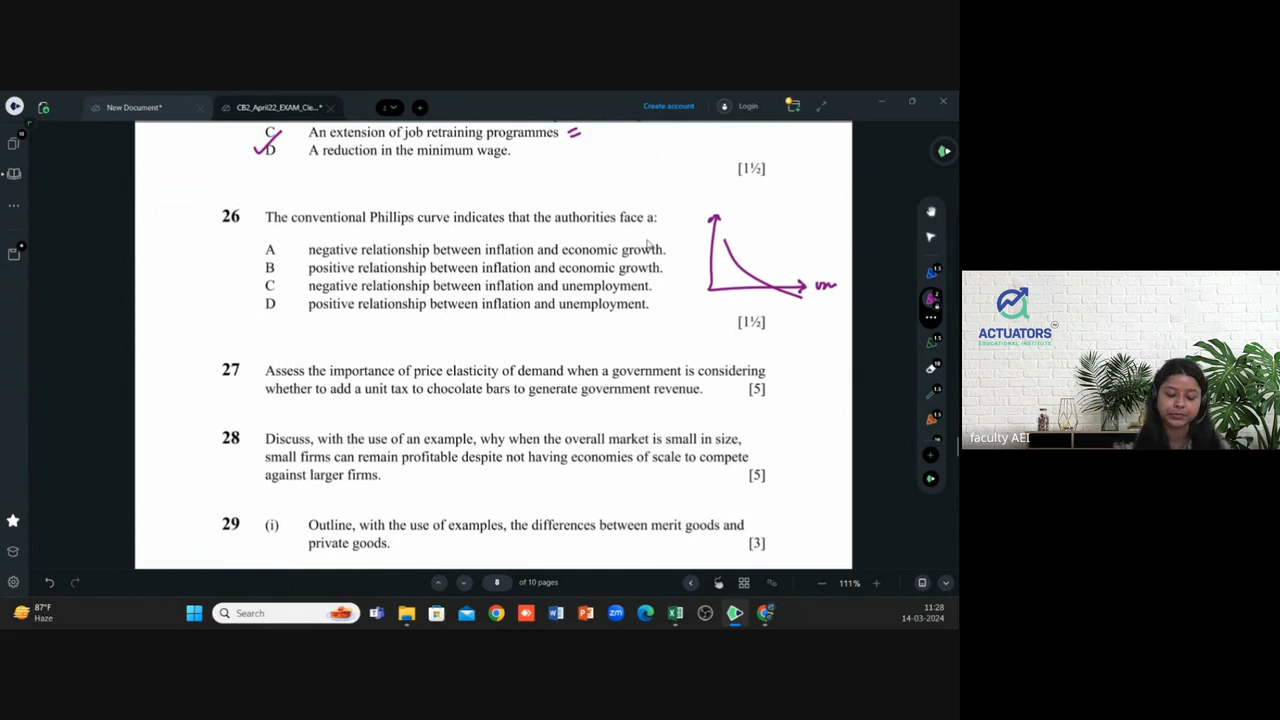 Create account
Login
New Document*
CB2_April22_EXAM_Cle...*
2
C An extension of job retraining programmes =
D A reduction in the minimum wage.
[1½]
26 The conventional Phillips curve indicates that the authorities face a:
A negative relationship between inflation and economic growth.
B positive relationship between inflation and economic growth.
C negative relationship between inflation and unemployment.
D positive relationship between inflation and unemployment.
[1½]
27 Assess the importance of price elasticity of demand when a government is considering
whether to add a unit tax to chocolate bars to generate government revenue. [5]
28 Discuss, with the use of an example, why when the overall market is small in size,
small firms can remain profitable despite not having economies of scale to compete
against larger firms. [5]
29 (i) Outline, with the use of examples, the differences between merit goods and
private goods. [3]
8 of 10 pages
111%
87°F
Haze
Search
11:28
14-03-2024
ACTUATORS
EDUCATIONAL INSTITUTE
faculty AEI